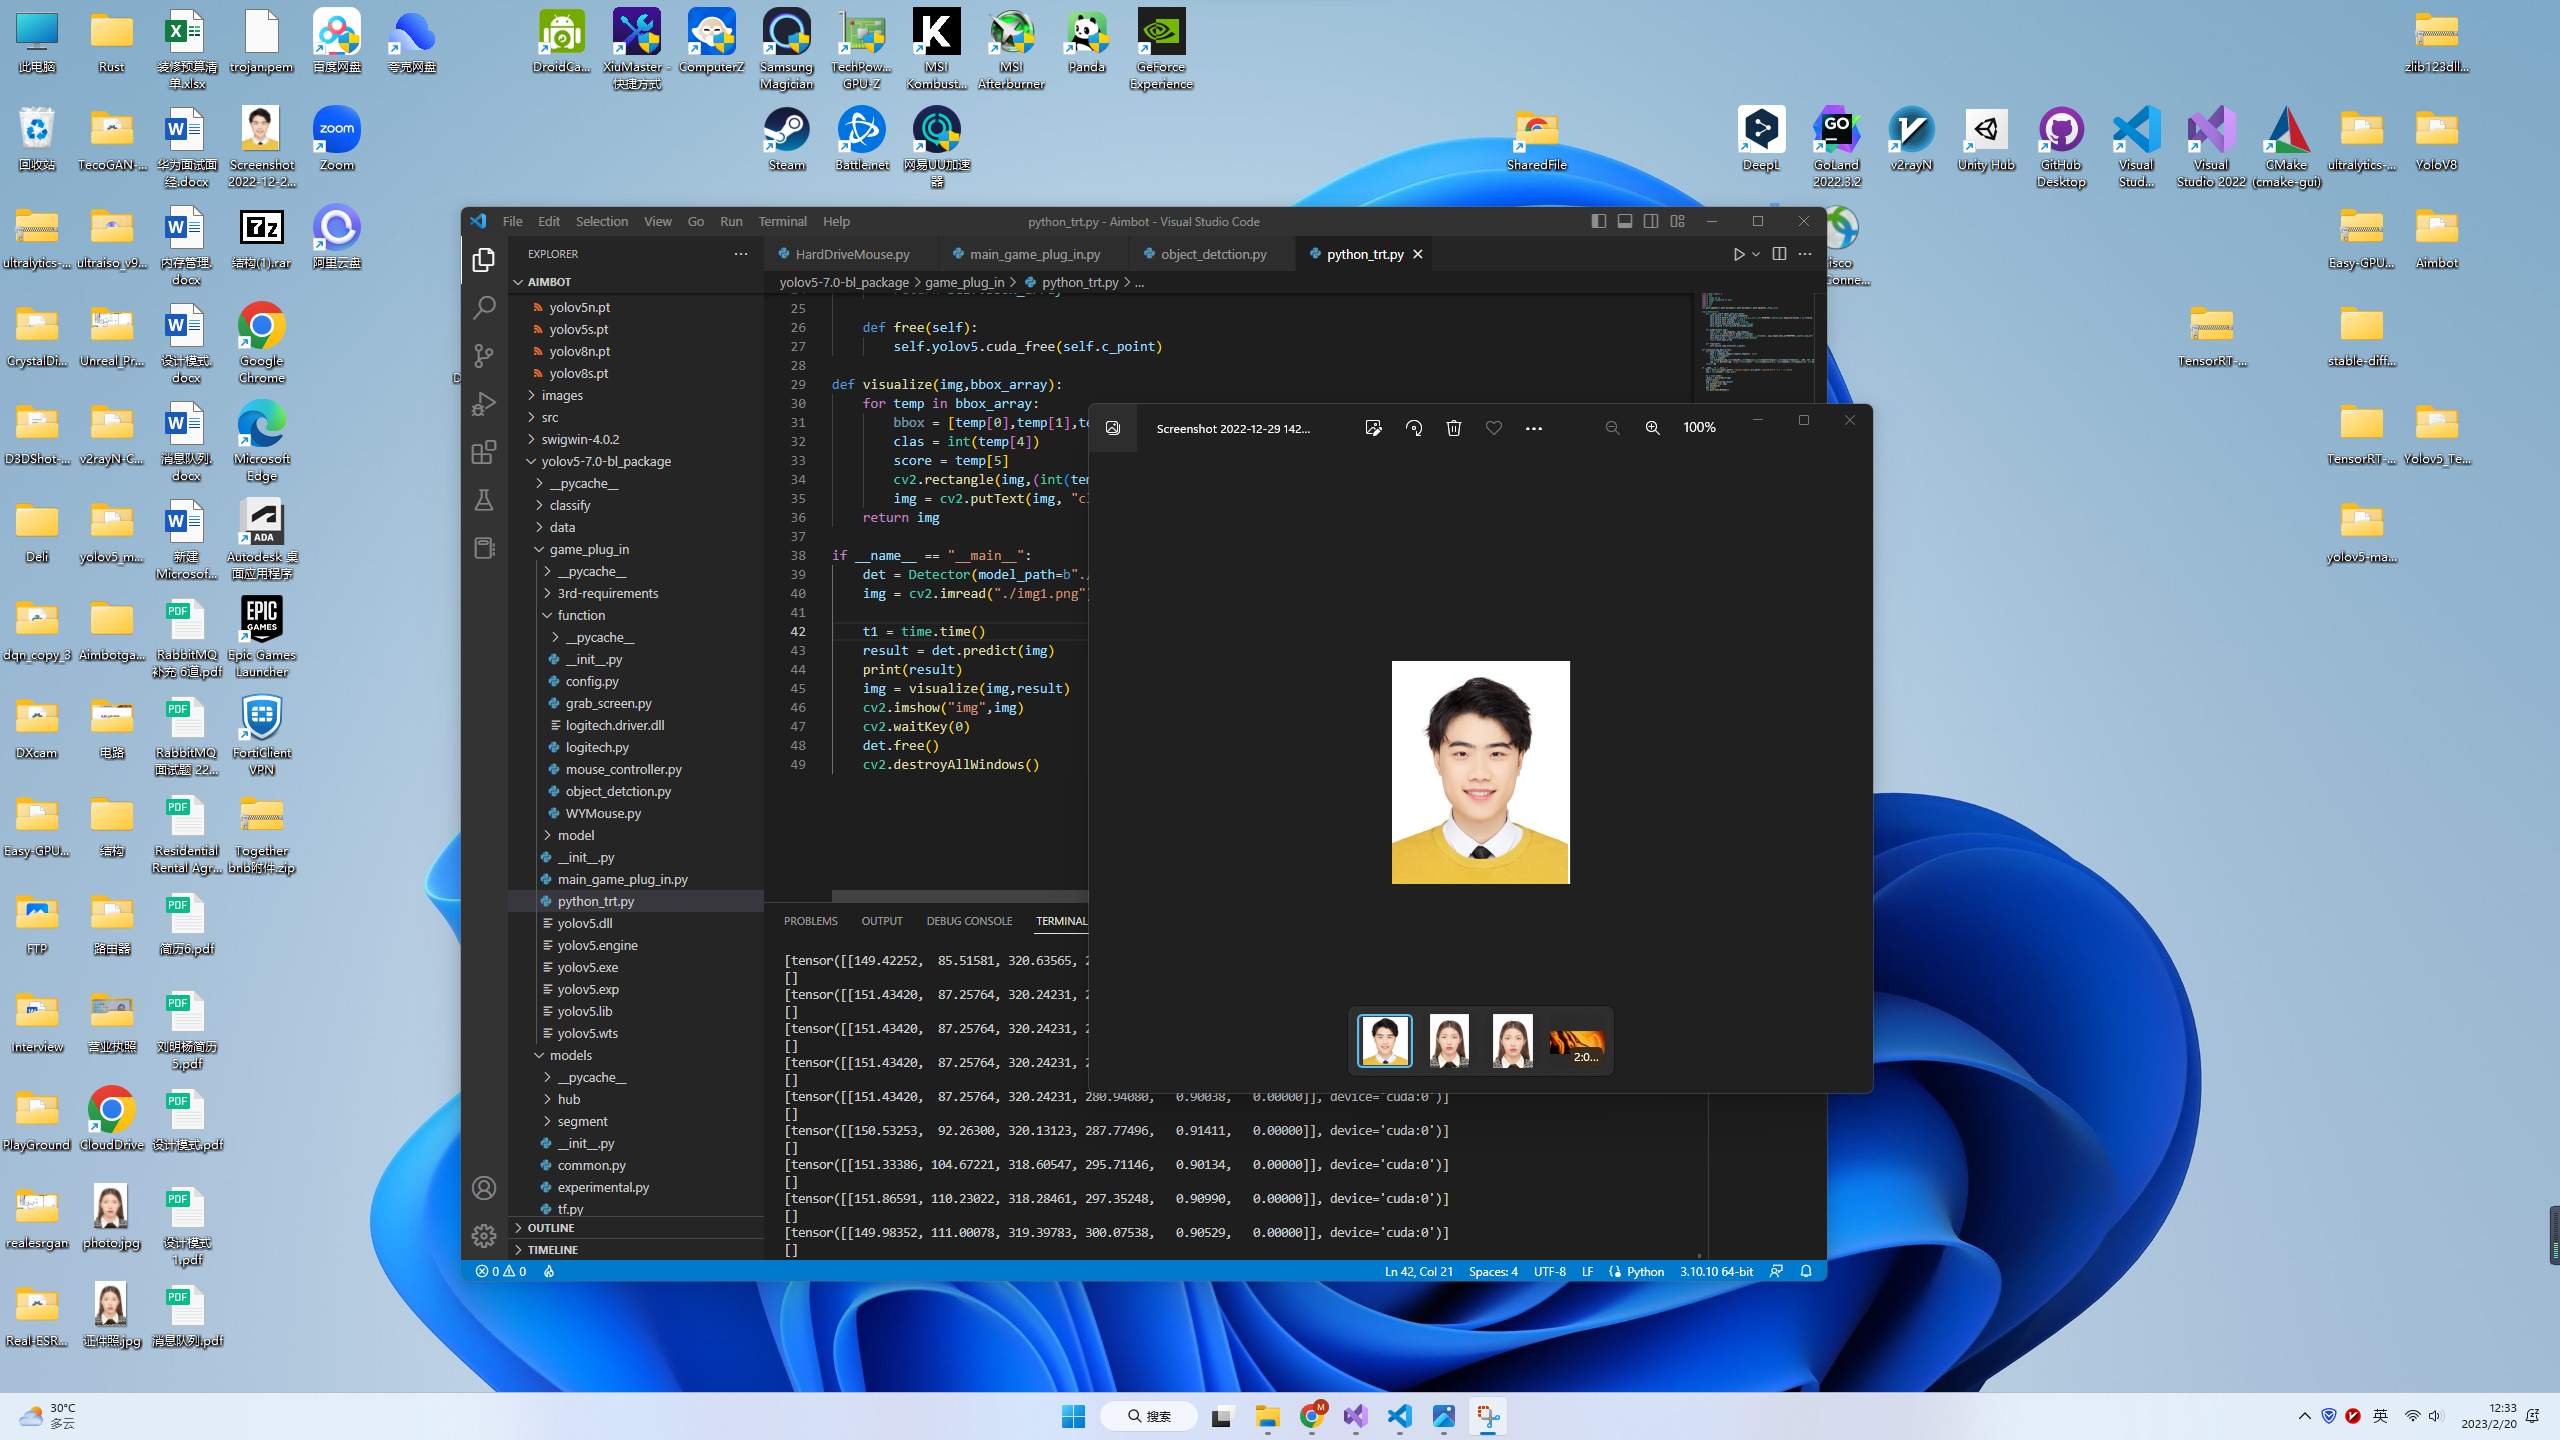 此电脑
Rust
装修预算清
单.xlsx
trojan.pem
百度网盘
夸克网盘
DroidCa...
XiuMaster -
快捷方式
ComputerZ
Samsung
Magician
TechPow...
GPU-Z
MSI
Kombust...
MSI
Afterburner
Panda
GeForce
Experience
zlib123dll...
回收站
TecoGAN-...
华为面试面
经.docx
Screenshot
2022-12-2...
zoom
Zoom
Steam
Battle.net
网易UU加速
器
SharedFile
DeepL
GO
GoLand
2022.3.2
v2rayN
Unity Hub
GitHub
Desktop
Visual
Stud...
Visual
Studio 2022
CMake
(cmake-gui)
ultralytics-...
YoloV8
ultralytics-...
ultraiso_v9...
内存管理.
docx
7z
结构(1).rar
阿里云盘
isco
Conne...
Easy-GPU...
Aimbot
CrystalDi...
Unreal_Pr...
设计模式.
docx
Google
Chrome
TensorRT-...
stable-diff...
D3DShot-...
v2rayN-C...
消息队列.
docx
Microsoft
Edge
TensorRT-...
Yolov5_Te...
Deli
yolov5_m...
新建
Microsof...
ADA
Autodesk 桌
面应用程序
yolov5-ma...
dqn_copy_3
Aimbotga...
PDF
RabbitMQ
补充 6道.pdf
EPIC
GAMES
Epic Games
Launcher
DXcam
电路
PDF
RabbitMQ
面试题 22...
FortiClient
VPN
Easy-GPU...
结构
PDF
Residential
Rental Agr...
Together
bnb附件.zip
FTP
路由器
PDF
简历6.pdf
Interview
营业执照
PDF
刘明杨简历
5.pdf
PlayGround
CloudDrive
PDF
设计模式.pdf
realesrgan
photo.jpg
PDF
设计模式
1.pdf
Real-ESR...
证件照.jpg
PDF
消息队列.pdf
File Edit Selection View Go Run Terminal Help
python_trt.py - Aimbot - Visual Studio Code
EXPLORER
AIMBOT
yolov5n.pt
yolov5s.pt
yolov8n.pt
yolov8s.pt
images
src
swigwin-4.0.2
yolov5-7.0-bl_package
__pycache__
classify
data
game_plug_in
__pycache__
3rd-requirements
function
__pycache__
__init__.py
config.py
grab_screen.py
logitech.driver.dll
logitech.py
mouse_controller.py
object_detction.py
WYMouse.py
model
__init__.py
main_game_plug_in.py
python_trt.py
yolov5.dll
yolov5.engine
yolov5.exe
yolov5.exp
yolov5.lib
yolov5.wts
models
__pycache__
hub
segment
__init__.py
common.py
experimental.py
tf.py
OUTLINE
TIMELINE
HardDriveMouse.py
main_game_plug_in.py
object_detction.py
python_trt.py
yolov5-7.0-bl_package > game_plug_in > python_trt.py > ...
25
26 def free(self):
27 self.yolov5.cuda_free(self.c_point)
28
29 def visualize(img,bbox_array):
30 for temp in bbox_array:
31 bbox = [temp[0],temp[1],te
32 clas = int(temp[4])
33 score = temp[5]
34 cv2.rectangle(img,(int(tem
35 img = cv2.putText(img, "cl
36 return img
37
38 if __name__ == "__main__":
39 det = Detector(model_path=b"./
40 img = cv2.imread("./img1.png")
41
42 t1 = time.time()
43 result = det.predict(img)
44 print(result)
45 img = visualize(img,result)
46 cv2.imshow("img",img)
47 cv2.waitKey(0)
48 det.free()
49 cv2.destroyAllWindows()
PROBLEMS OUTPUT DEBUG CONSOLE TERMINAL
[tensor([[149.42252, 85.51581, 320.63565, 2
[]
[tensor([[151.43420, 87.25764, 320.24231, 2
[]
[tensor([[151.43420, 87.25764, 320.24231, 2
[]
[tensor([[151.43420, 87.25764, 320.24231, 2
[]
[tensor([[151.43420, 87.25764, 320.24231, 280.94080, 0.90038, 0.00000]], device='cuda:0')]
[]
[tensor([[150.53253, 92.26300, 320.13123, 287.77496, 0.91411, 0.00000]], device='cuda:0')]
[]
[tensor([[151.33386, 104.67221, 318.60547, 295.71146, 0.90134, 0.00000]], device='cuda:0')]
[]
[tensor([[151.86591, 110.23022, 318.28461, 297.35248, 0.90990, 0.00000]], device='cuda:0')]
[]
[tensor([[149.98352, 111.00078, 319.39783, 300.07538, 0.90529, 0.00000]], device='cuda:0')]
[]
0 0
Ln 42, Col 21 Spaces: 4 UTF-8 LF Python 3.10.10 64-bit
Screenshot 2022-12-29 142...
100%
2:0...
30°C
多云
搜索
M
英
12:33
2023/2/20